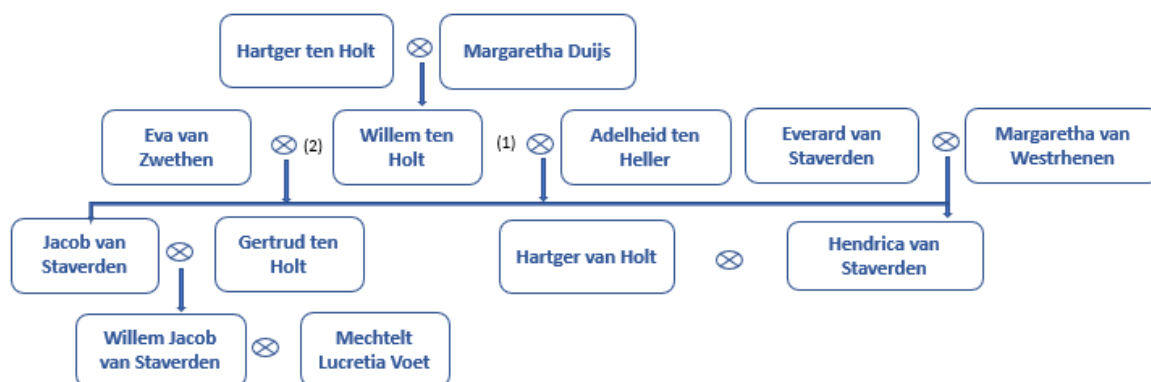 Hartger ten Holt
Margaretha Duijs
Eva van
Zwethen
(2)
Willem ten
Holt
(1)
Adelheid ten
Heller
Everard van
Staverden
Margaretha van
Westrhenen
Jacob van
Staverden
Gertrud ten
Holt
Hartger van Holt
Hendrica van
Staverden
Willem Jacob
van Staverden
Mechtelt
Lucretia Voet